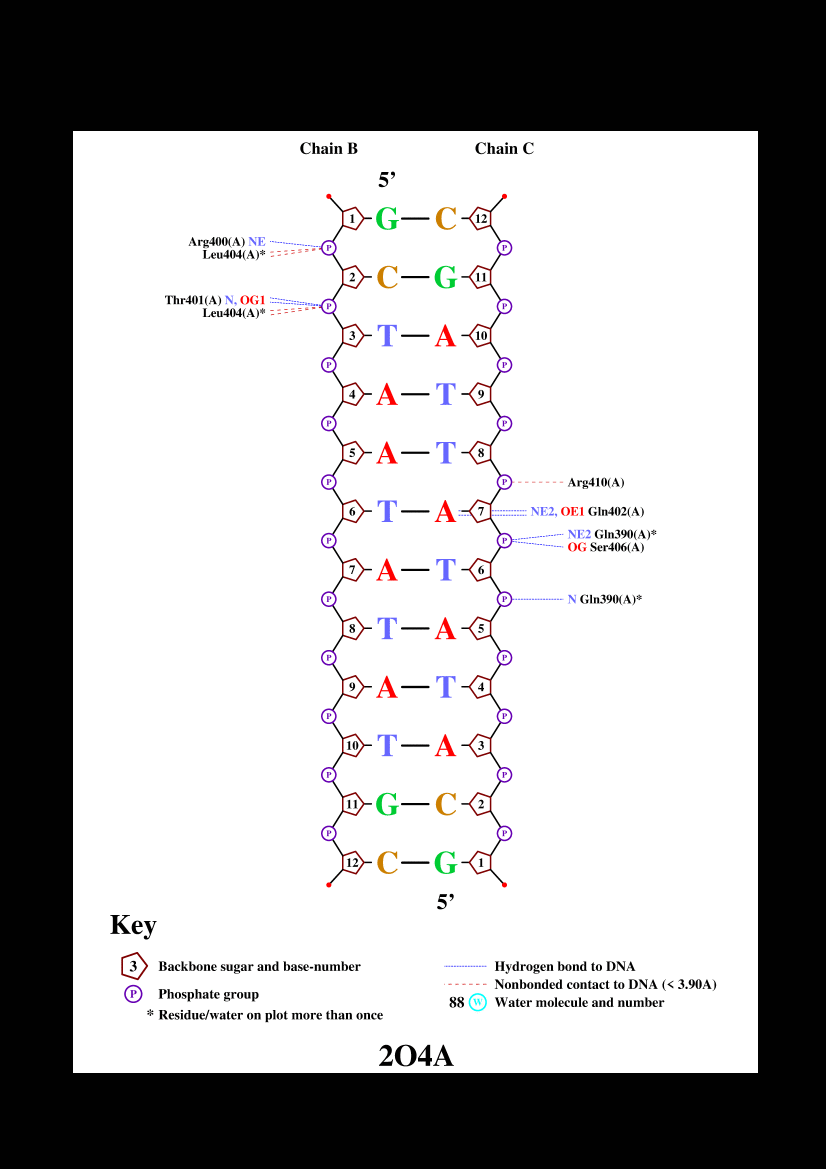 Chain B Chain C
5’
1 G C 12
Arg400(A) NE P P
Leu404(A)*
2 C G 11
Thr401(A) N, OG1 P P
Leu404(A)*
3 T A 10
P P
4 A T 9
P P
5 A T 8
P P Arg410(A)
6 T A 7 NE2, OE1 Gln402(A)
P P NE2 Gln390(A)*
OG Ser406(A)
7 A T 6
P P N Gln390(A)*
8 T A 5
P P
9 A T 4
P P
10 T A 3
P P
11 G C 2
P P
12 C G 1
5’
Key
3 Backbone sugar and base-number
P Phosphate group
* Residue/water on plot more than once
Hydrogen bond to DNA
Nonbonded contact to DNA (< 3.90A)
88 W Water molecule and number
2O4A